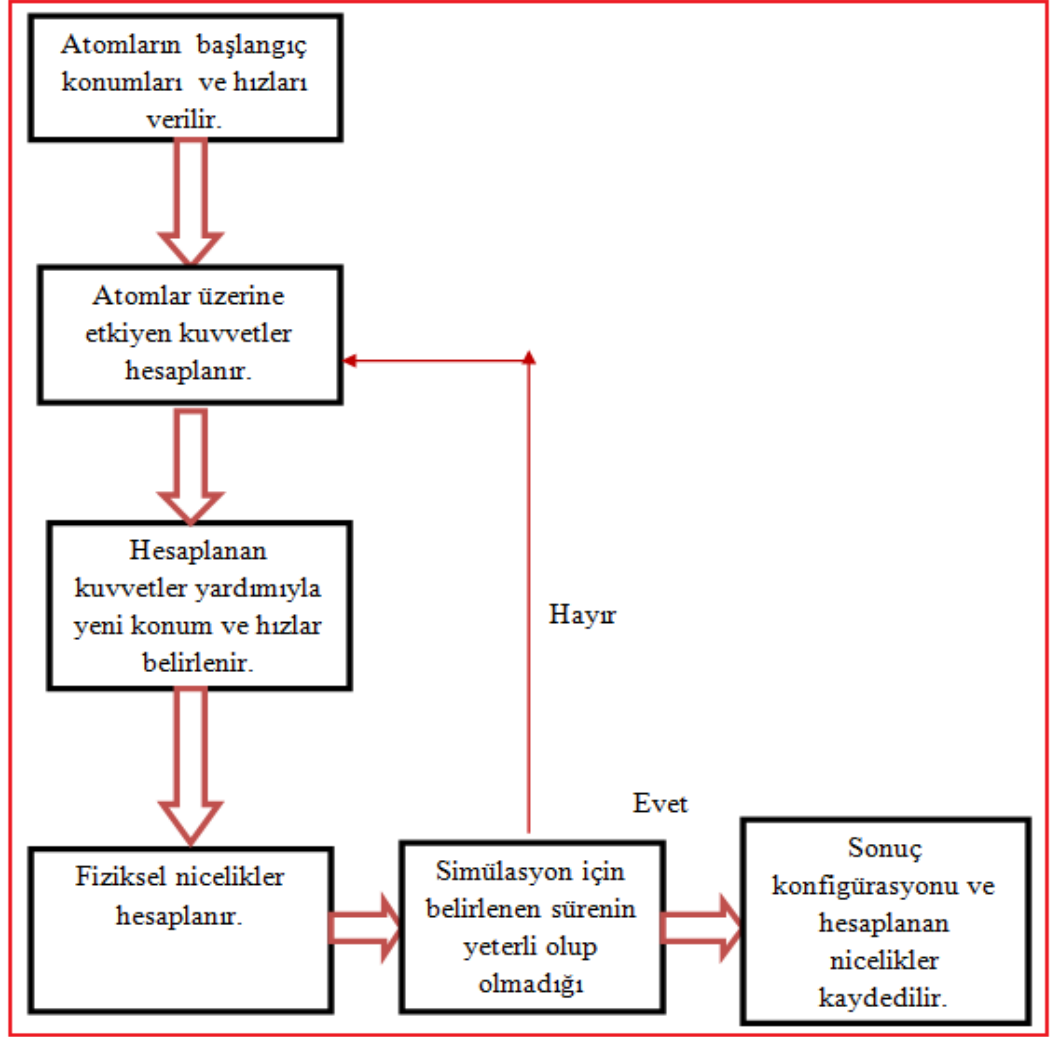 Atomların başlangıç
konumları ve hızları
verilir.
Atomlar üzerine
etkiyen kuvvetler
hesaplanır.
Hesaplanan
kuvvetler yardımıyla
yeni konum ve hızlar
belirlenir.
Hayır
Evet
Fiziksel nicelikler
hesaplanır.
Simülasyon için
belirlenen sürenin
yeterli olup
olmadığı
Sonuç
konfigürasyonu ve
hesaplanan
nicelikler
kaydedilir.